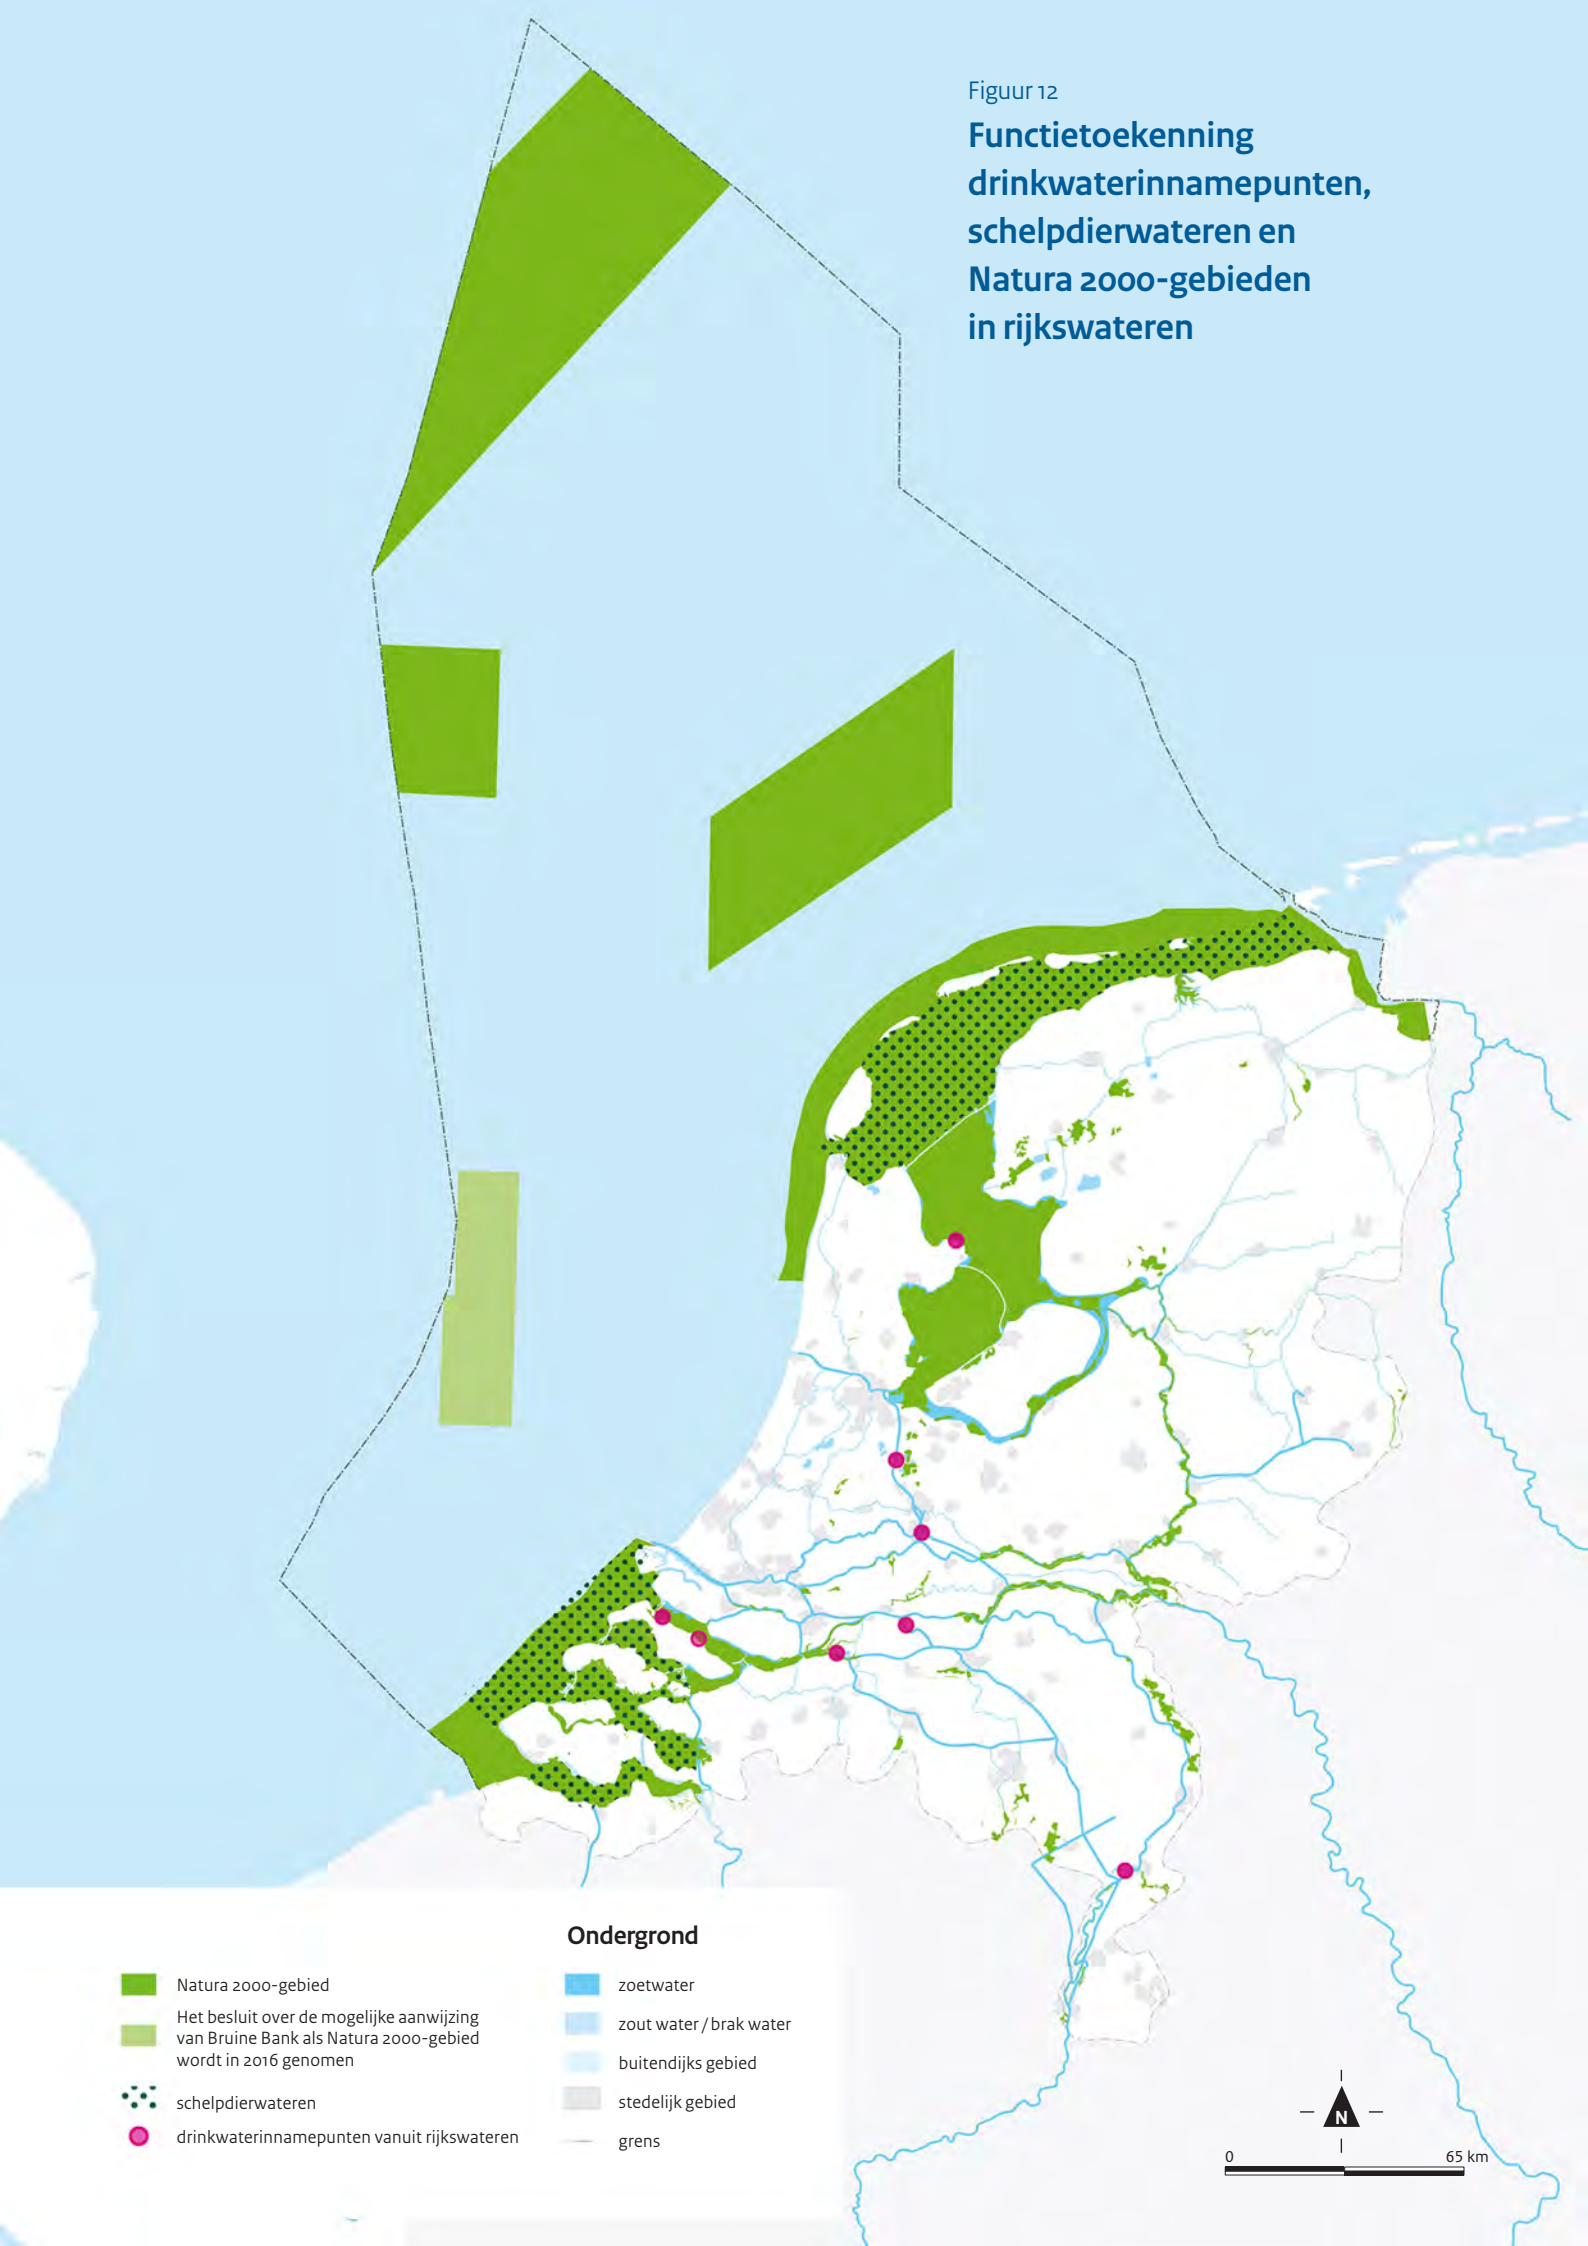 Figuur 12
Functietoekenning
drinkwaterinnamepunten,
schelpdierwateren en
Natura 2000-gebieden
in rijkswateren
Natura 2000-gebied
Het besluit over de mogelijke aanwijzing
van Bruine Bank als Natura 2000-gebied
wordt in 2016 genomen
schelpdierwateren
drinkwaterinnamepunten vanuit rijkswateren
Ondergrond
zoetwater
zout water / brak water
buitendijks gebied
stedelijk gebied
grens
N
0 65 km